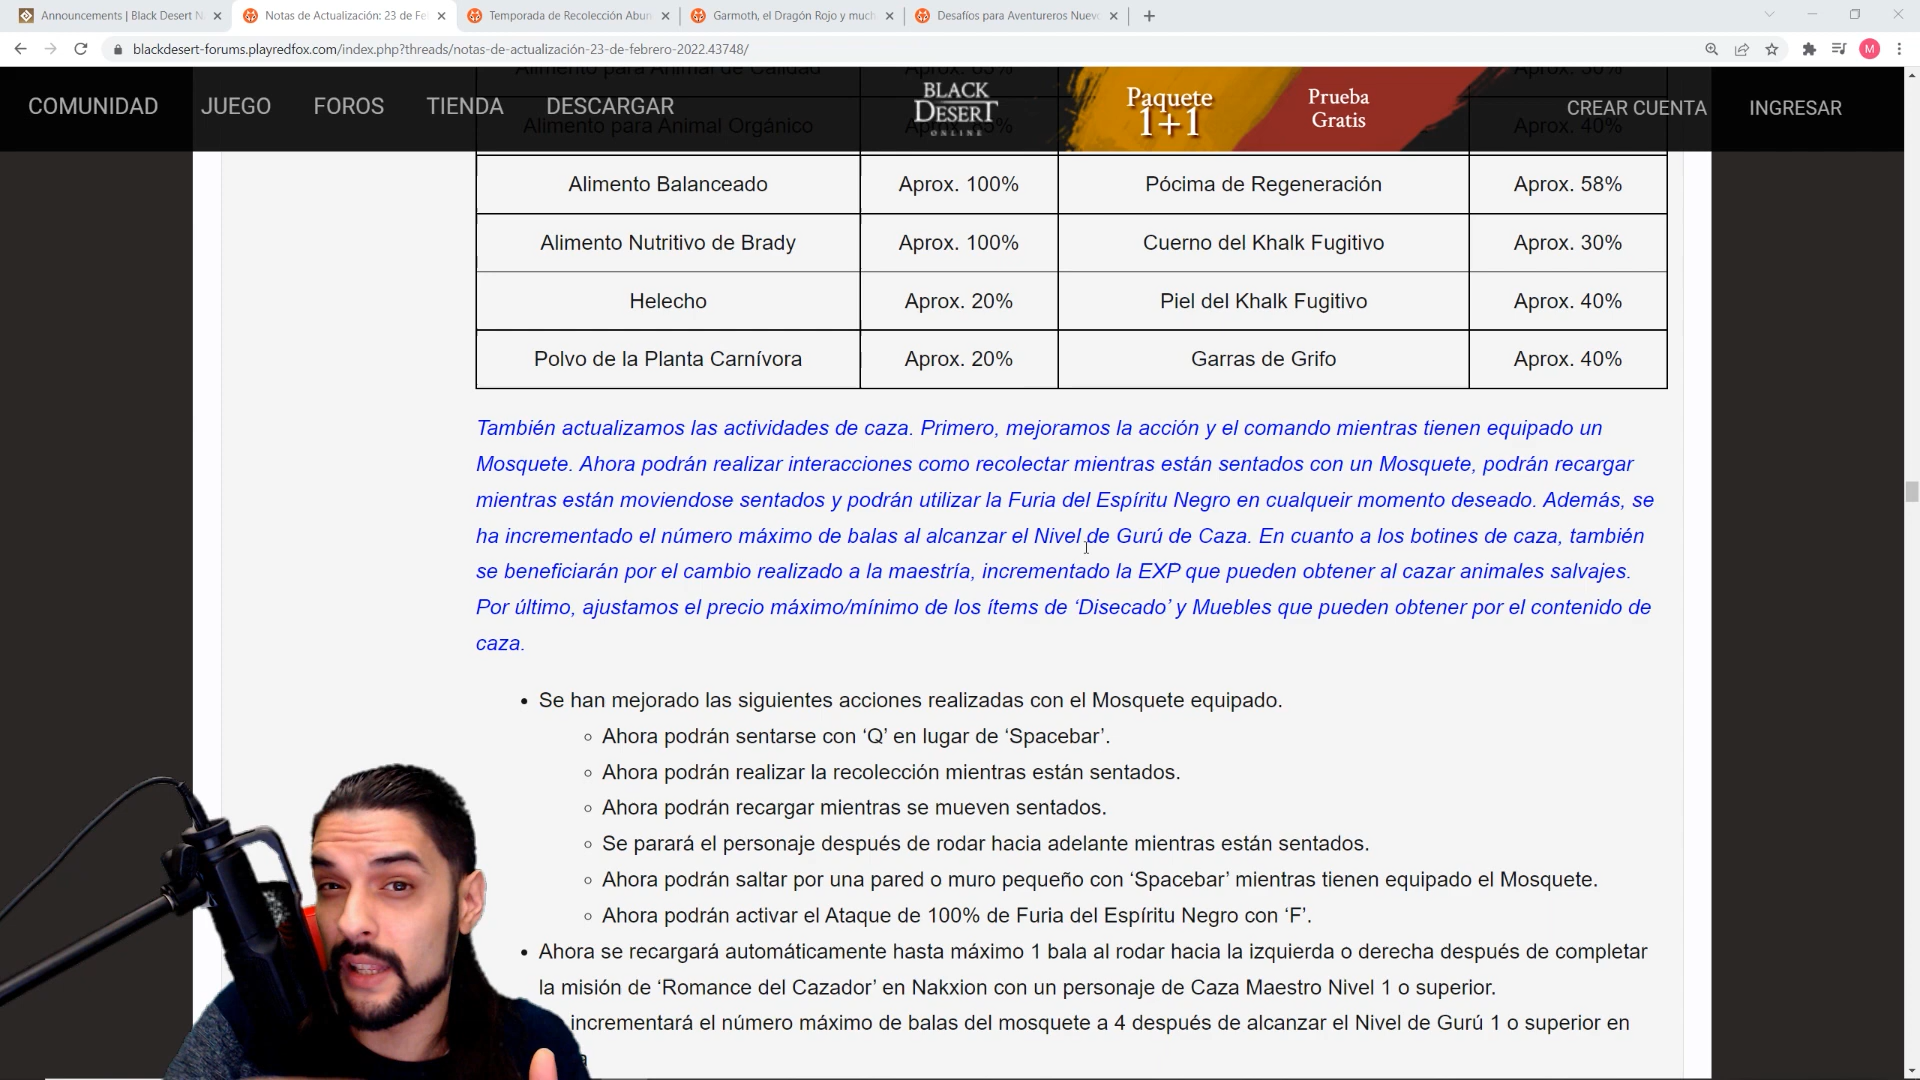 Announcements | Black Desert N
Notas de Actualización: 23 de Fe
Temporada de Recolección Abun
Garmoth, el Dragón Rojo y much
Desafíos para Aventureros Nuevo
blackdesert-forums.playredfox.com/index.php?threads/notas-de-actualización-23-de-febrero-2022.43748/
M
COMUNIDAD JUEGO FOROS TIENDA DESCARGAR
BLACK
DESERT
ONLINE
Paquete
1+1
Prueba
Gratis
CREAR CUENTA INGRESAR
Alimento para Animal de Calidad
Alimento para Animal Orgánico Aprox. 40%
Alimento Balanceado Aprox. 100% Pócima de Regeneración Aprox. 58%
Alimento Nutritivo de Brady Aprox. 100% Cuerno del Khalk Fugitivo Aprox. 30%
Helecho Aprox. 20% Piel del Khalk Fugitivo Aprox. 40%
Polvo de la Planta Carnívora Aprox. 20% Garras de Grifo Aprox. 40%
También actualizamos las actividades de caza. Primero, mejoramos la acción y el comando mientras tienen equipado un
Mosquete. Ahora podrán realizar interacciones como recolectar mientras están sentados con un Mosquete, podrán recargar
mientras están moviendose sentados y podrán utilizar la Furia del Espíritu Negro en cualqueir momento deseado. Además, se
ha incrementado el número máximo de balas al alcanzar el Nivel de Gurú de Caza. En cuanto a los botines de caza, también
se beneficiarán por el cambio realizado a la maestría, incrementado la EXP que pueden obtener al cazar animales salvajes.
Por último, ajustamos el precio máximo/mínimo de los ítems de ‘Disecado’ y Muebles que pueden obtener por el contenido de
caza.
• Se han mejorado las siguientes acciones realizadas con el Mosquete equipado.
◦ Ahora podrán sentarse con ‘Q’ en lugar de ‘Spacebar’.
◦ Ahora podrán realizar la recolección mientras están sentados.
◦ Ahora podrán recargar mientras se mueven sentados.
◦ Se parará el personaje después de rodar hacia adelante mientras están sentados.
◦ Ahora podrán saltar por una pared o muro pequeño con ‘Spacebar’ mientras tienen equipado el Mosquete.
◦ Ahora podrán activar el Ataque de 100% de Furia del Espíritu Negro con ‘F’.
• Ahora se recargará automáticamente hasta máximo 1 bala al rodar hacia la izquierda o derecha después de completar
la misión de ‘Romance del Cazador’ en Nakxion con un personaje de Caza Maestro Nivel 1 o superior.
incrementará el número máximo de balas del mosquete a 4 después de alcanzar el Nivel de Gurú 1 o superior en